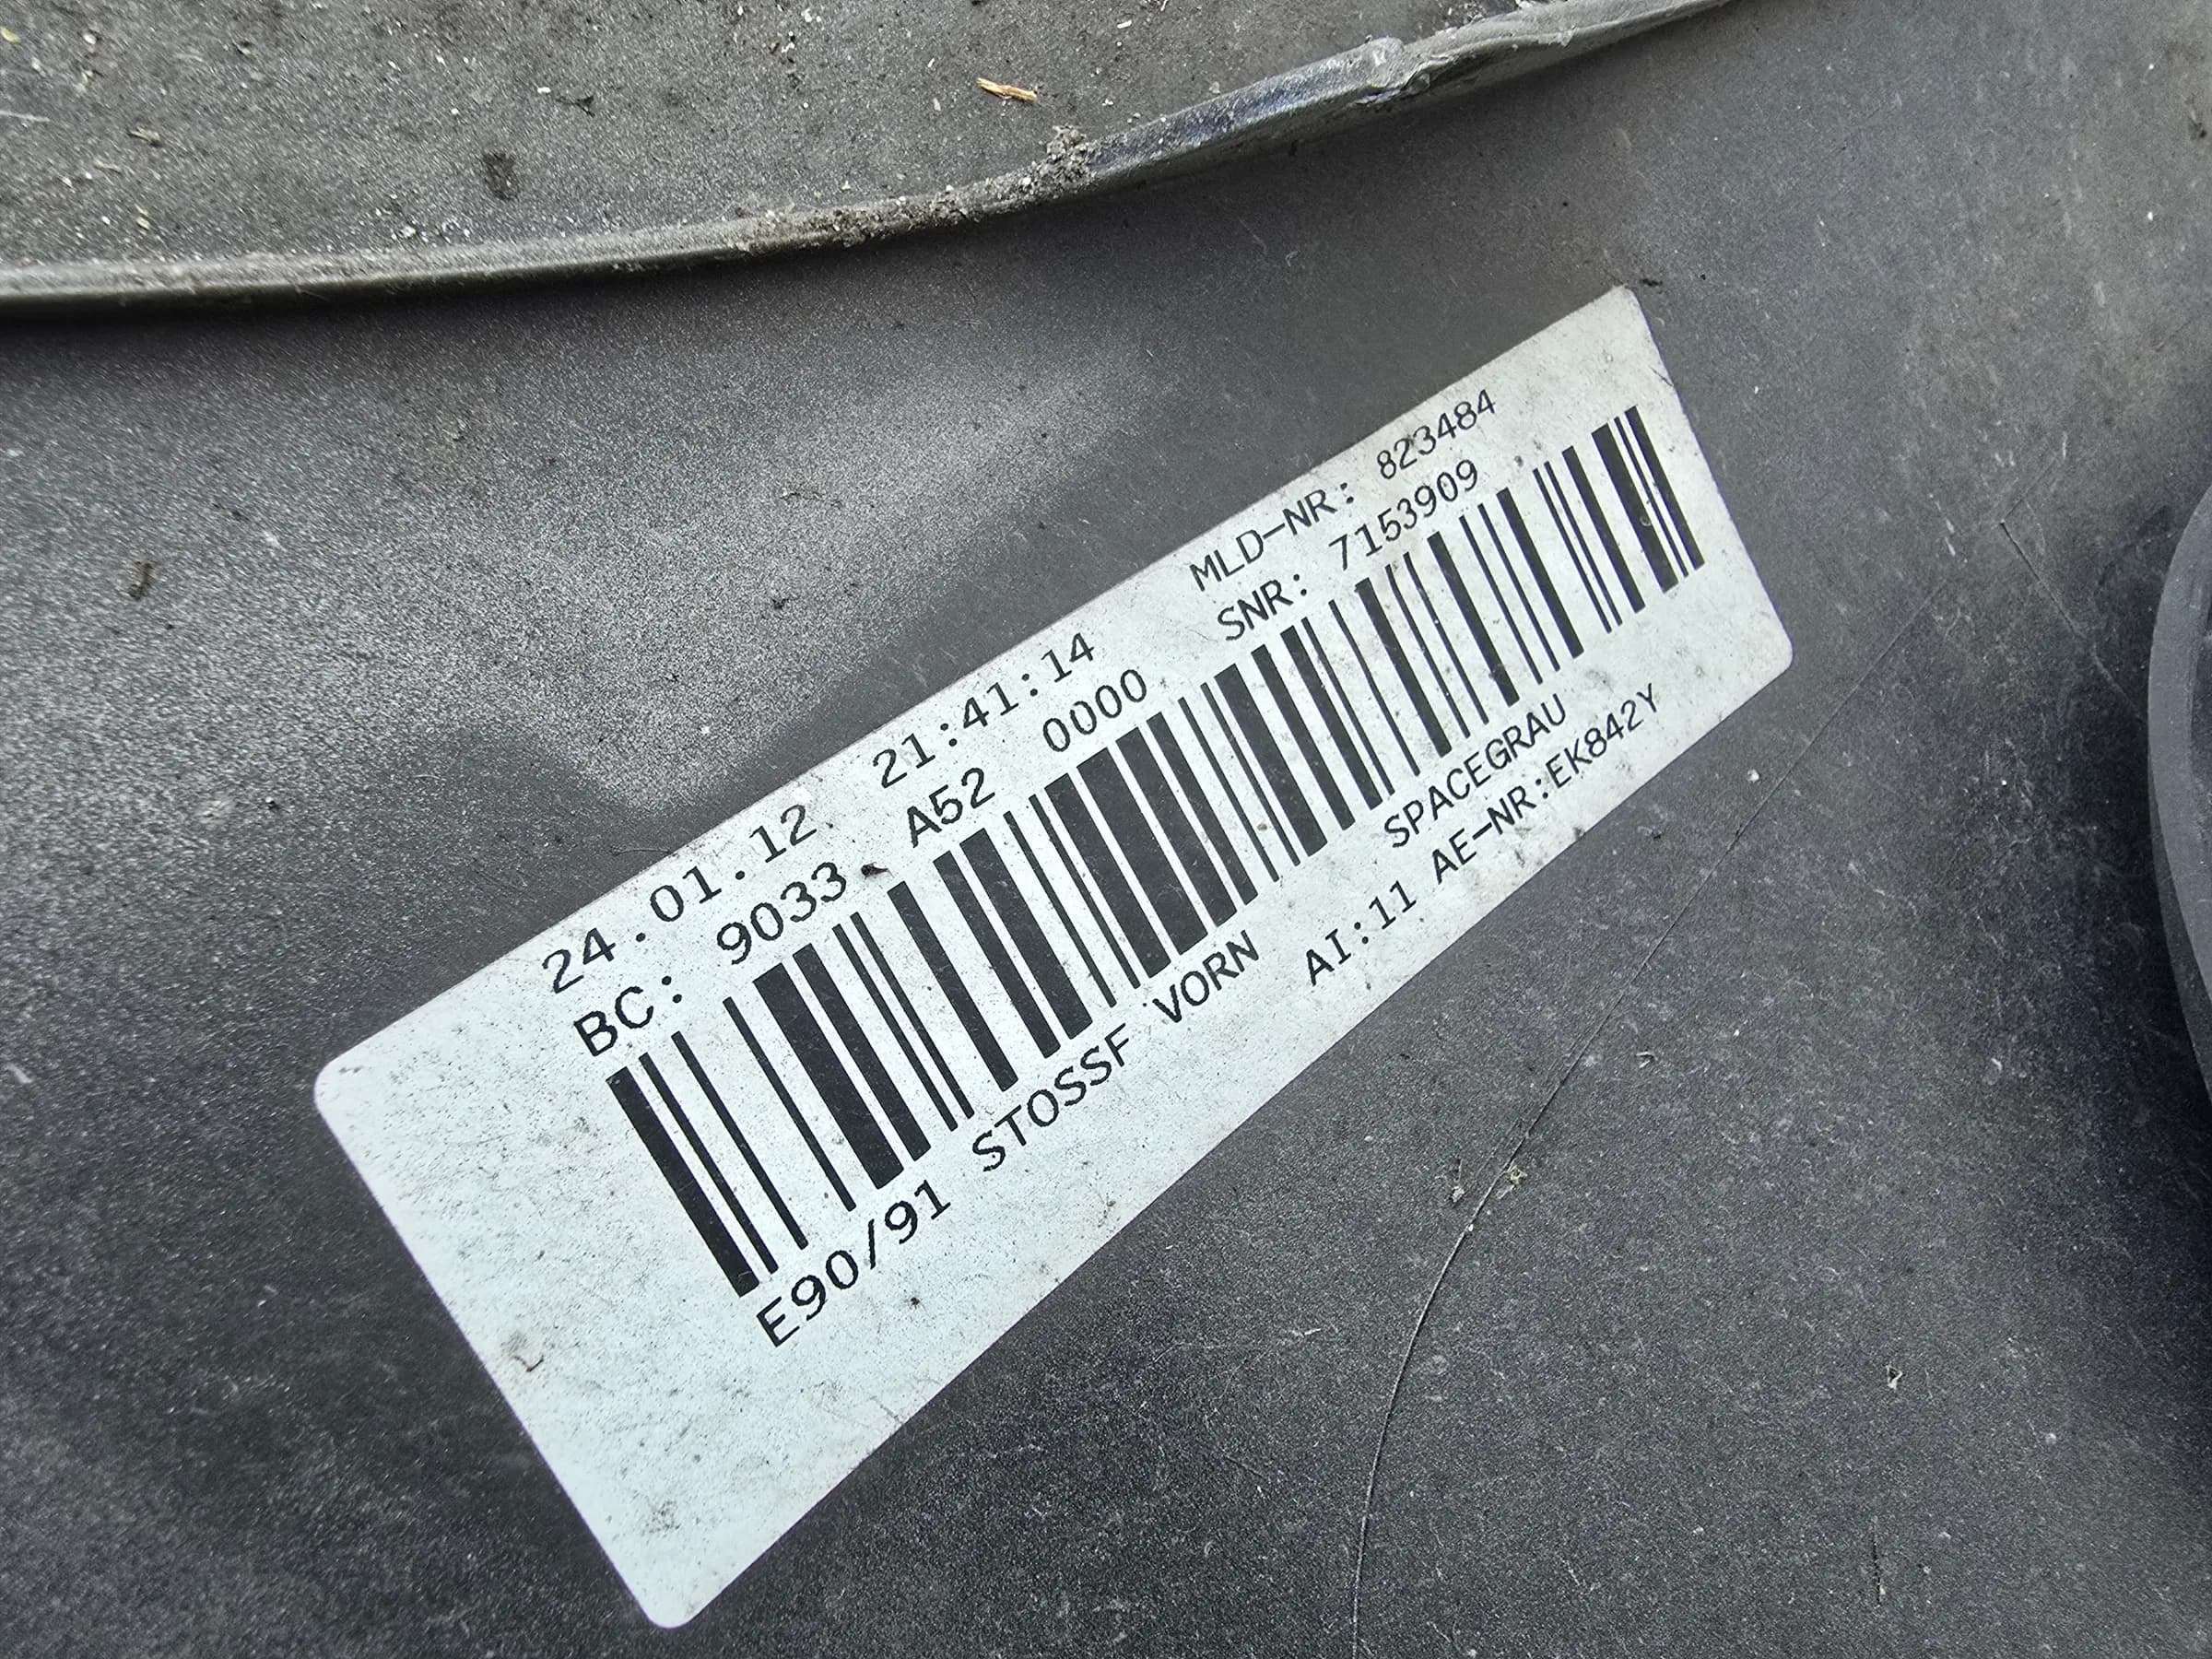 24.01.12 21:41:14 MLD-NR: 823484
BC: 9033 A52 0000 SNR: 7153909
E90/91 STOSSF VORN SPACEGRAU
AI:11 AE-NR:EK842Y